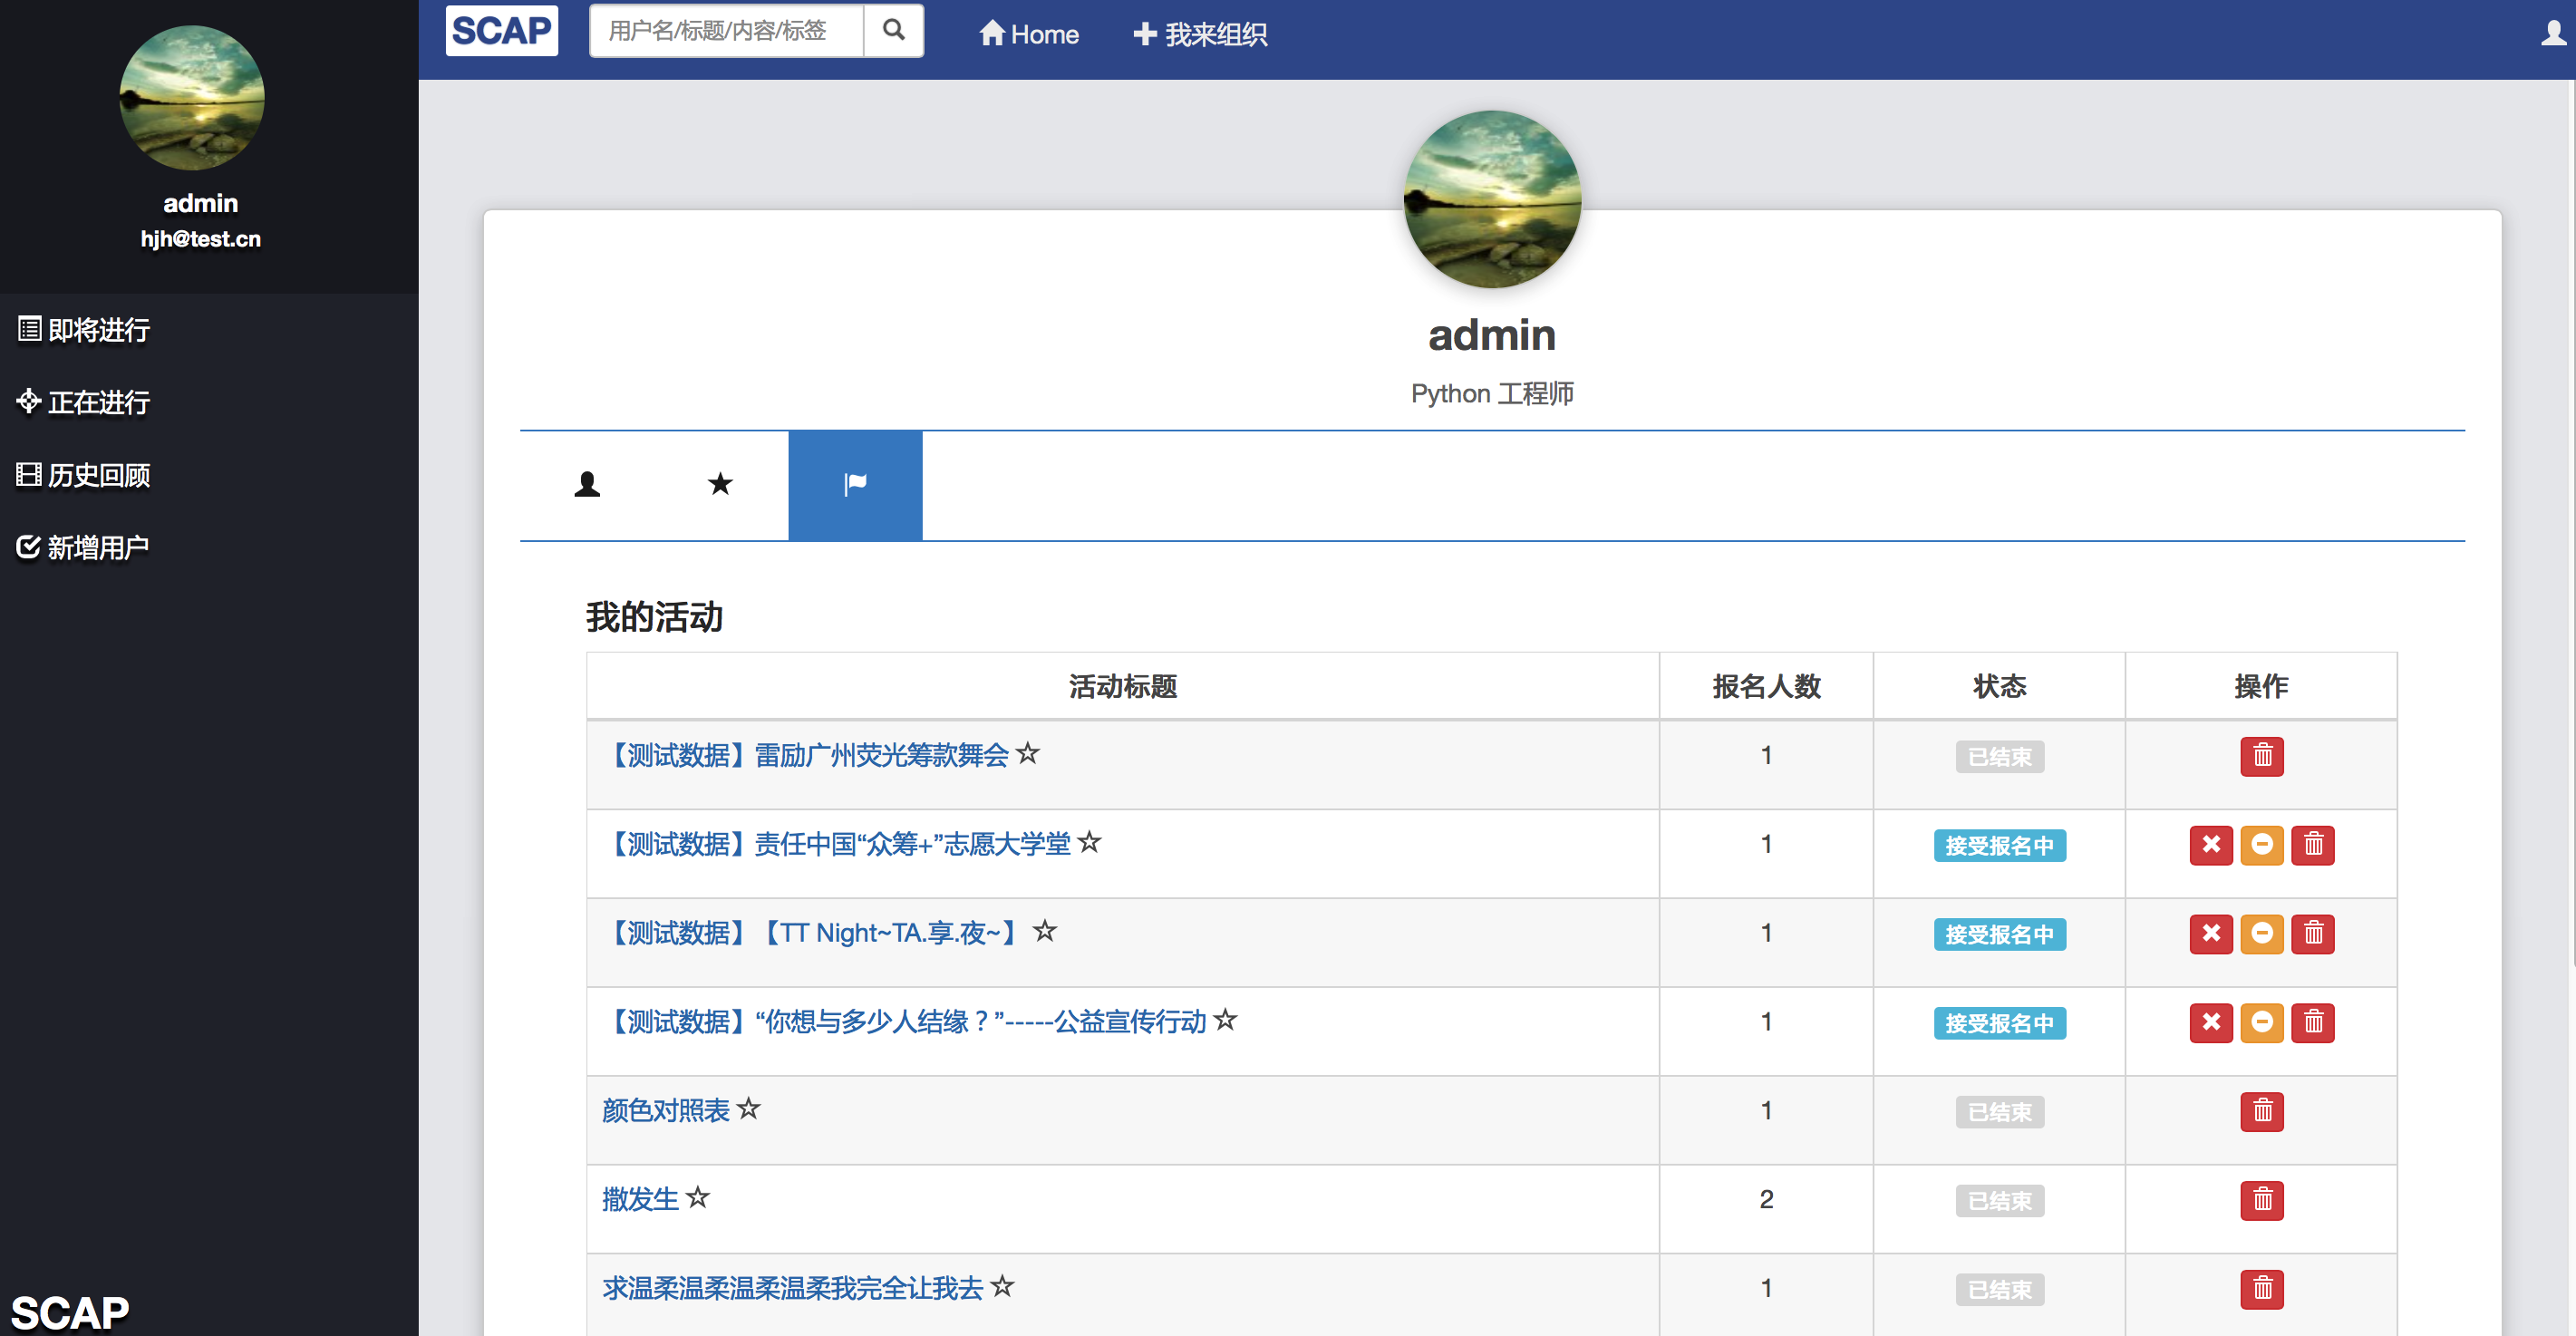 admin
hjh@test.cn
即将进行
正在进行
历史回顾
新增用户
SCAP
SCAP
用户名/标题/内容/标签
Home
我来组织
admin
Python 工程师
我的活动
活动标题 报名人数 状态 操作
【测试数据】雷励广州荧光筹款舞会 1 已结束
【测试数据】责任中国“众筹+”志愿大学堂 1 接受报名中
【测试数据】【TT Night~TA.享.夜~】 1 接受报名中
【测试数据】“你想与多少人结缘？”-----公益宣传行动 1 接受报名中
颜色对照表 1 已结束
撒发生 2 已结束
求温柔温柔温柔温柔我完全让我去 1 已结束